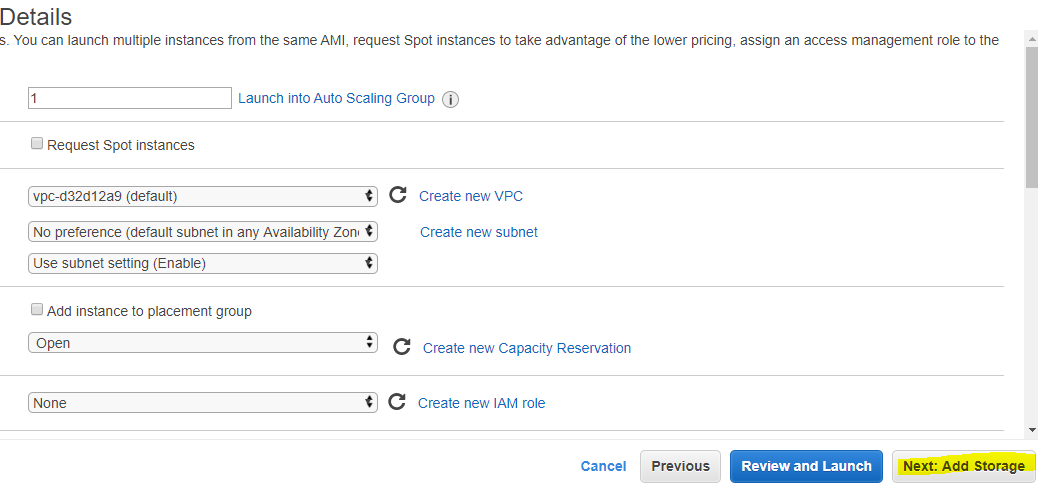 Details
s. You can launch multiple instances from the same AMI, request Spot instances to take advantage of the lower pricing, assign an access management role to the
1 Launch into Auto Scaling Group i
Request Spot instances
vpc-d32d12a9 (default) Create new VPC
No preference (default subnet in any Availability Zon Create new subnet
Use subnet setting (Enable)
Add instance to placement group
Open Create new Capacity Reservation
None Create new IAM role
Cancel Previous Review and Launch Next: Add Storage